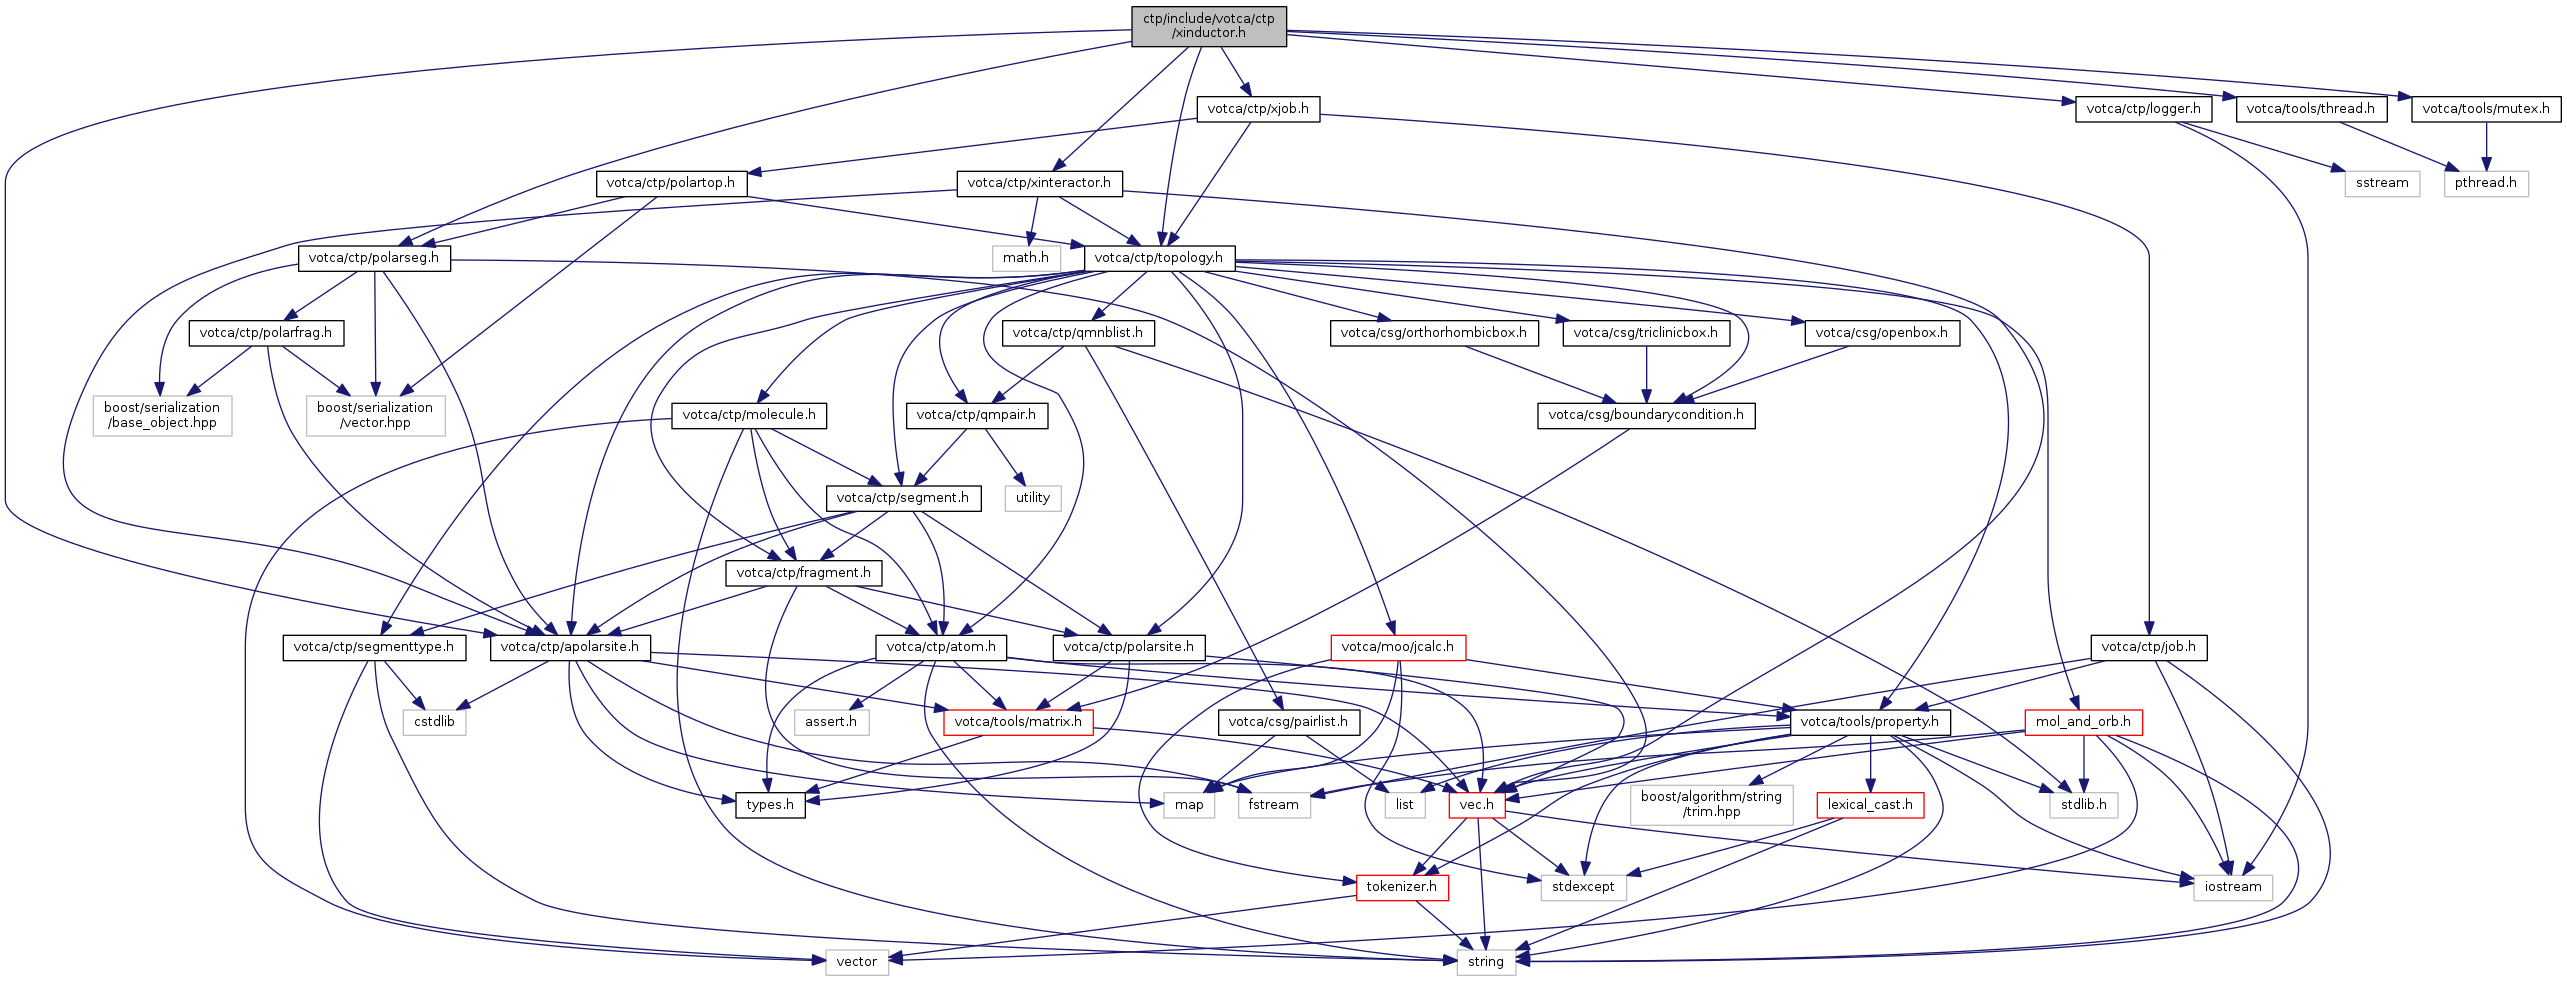 ctp/include/votca/ctp
/xinductor.h
votca/ctp/xjob.h
votca/ctp/logger.h
votca/tools/thread.h
votca/tools/mutex.h
votca/ctp/polartop.h
votca/ctp/xinteractor.h
sstream
pthread.h
votca/ctp/polarseg.h
math.h
votca/ctp/topology.h
votca/ctp/polarfrag.h
votca/ctp/qmnblist.h
votca/csg/orthorhombicbox.h
votca/csg/triclinicbox.h
votca/csg/openbox.h
boost/serialization
/base_object.hpp
boost/serialization
/vector.hpp
votca/ctp/molecule.h
votca/ctp/qmpair.h
votca/csg/boundarycondition.h
votca/ctp/segment.h
utility
votca/ctp/fragment.h
votca/ctp/segmenttype.h
votca/ctp/apolarsite.h
votca/ctp/atom.h
votca/ctp/polarsite.h
votca/moo/jcalc.h
votca/ctp/job.h
cstdlib
assert.h
votca/tools/matrix.h
votca/csg/pairlist.h
votca/tools/property.h
mol_and_orb.h
types.h
map
fstream
list
vec.h
boost/algorithm/string
/trim.hpp
lexical_cast.h
stdlib.h
tokenizer.h
stdexcept
iostream
vector
string